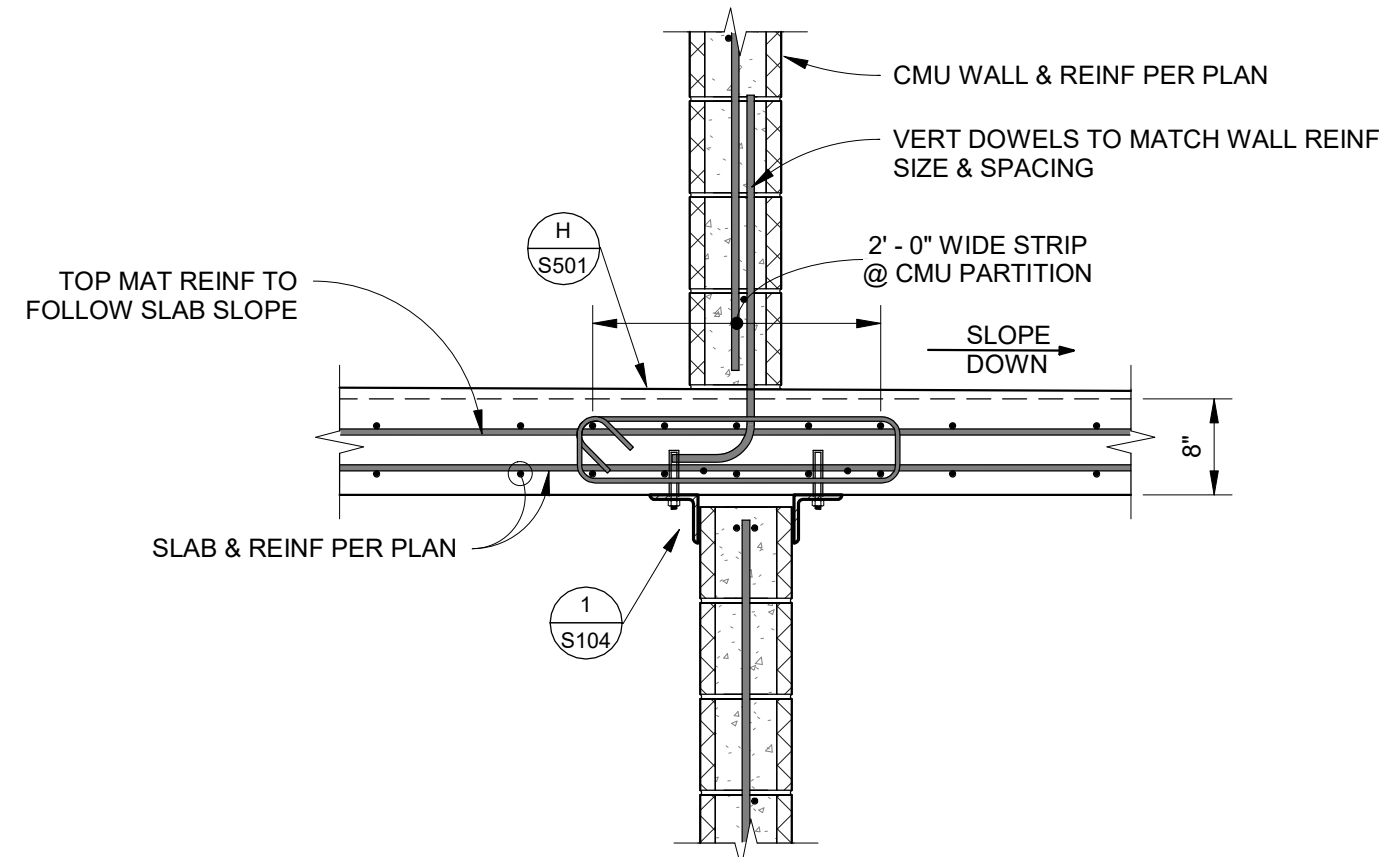 CMU WALL & REINF PER PLAN
VERT DOWELS TO MATCH WALL REINF
SIZE & SPACING
H
S501
2' - 0" WIDE STRIP
@ CMU PARTITION
TOP MAT REINF TO
FOLLOW SLAB SLOPE
SLOPE
DOWN
8"
SLAB & REINF PER PLAN
1
S104